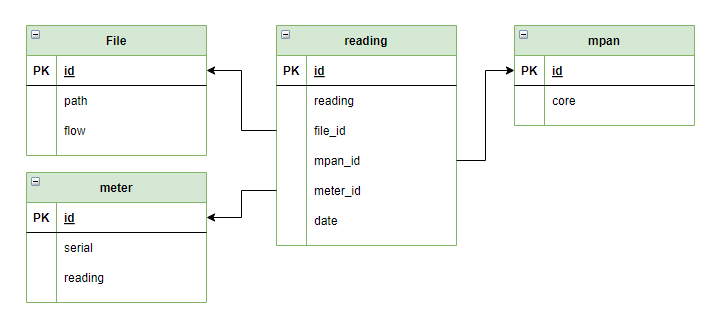 File
PK id
path
flow
meter
PK id
serial
reading
reading
PK id
reading
file_id
mpan_id
meter_id
date
mpan
PK id
core